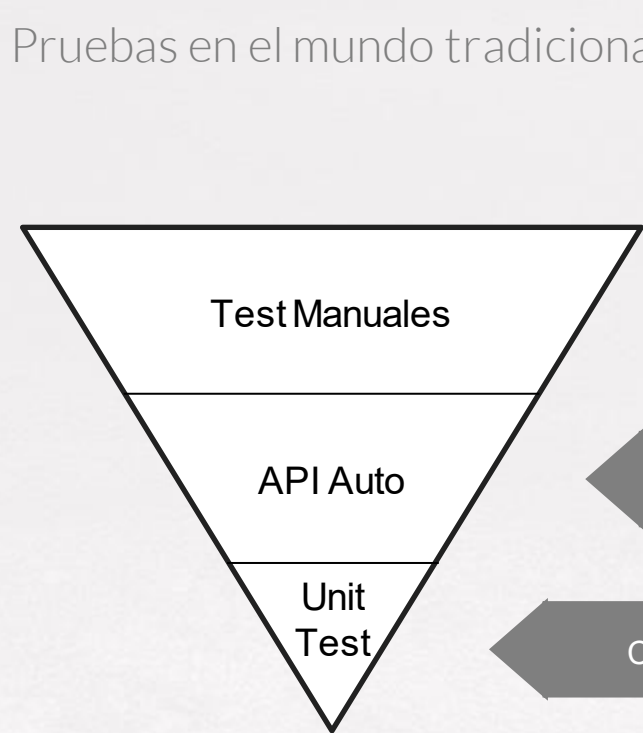 Pruebas en el mundo tradiciona
Test Manuales
API Auto
Unit
Test